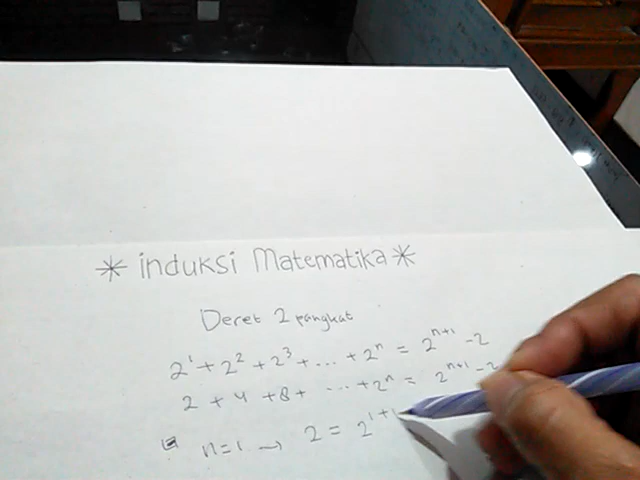 * Induksi Matematika *
Deret 2 pangkat
2¹ + 2² + 2³ + ... + 2ⁿ = 2ⁿ⁺¹ - 2
2 + 4 + 8 + ... + 2ⁿ = 2ⁿ⁺¹ - 2
n=1 → 2 = 2¹⁺¹